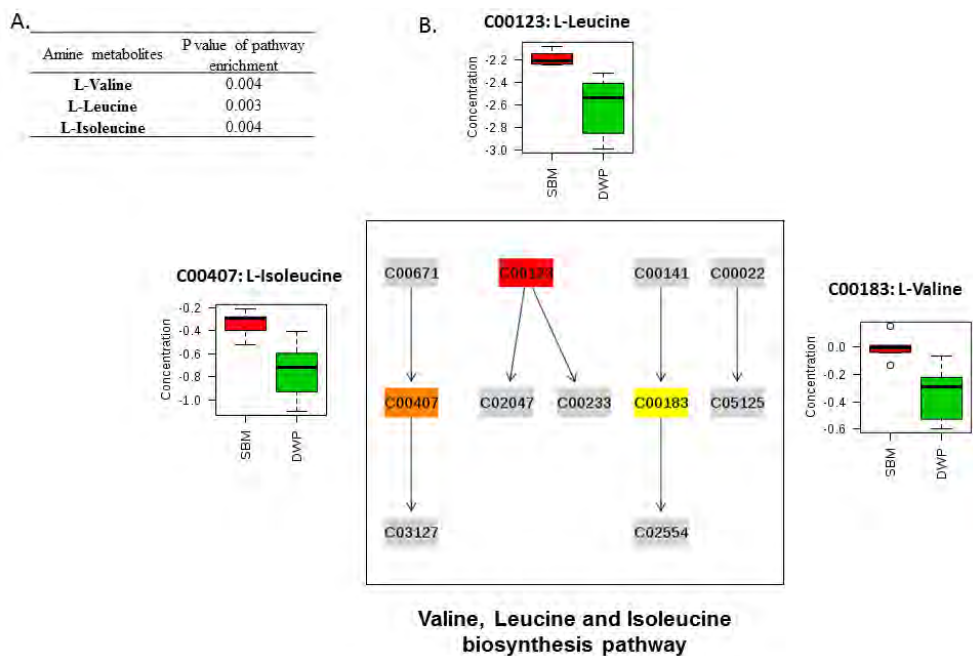 A.
Amine metabolites P value of pathway enrichment
L-Valine 0.004
L-Leucine 0.003
L-Isoleucine 0.004
B.
C00123: L-Leucine
Concentration
-2.2
-2.4
-2.6
-2.8
-3.0
SBM DWP
C00407: L-Isoleucine
Concentration
-0.2
-0.4
-0.6
-0.8
-1.0
SBM DWP
C00671 C00123 C00141 C00022
C00407 C02047 C00233 C00183 C05125
C03127 C02554
C00183: L-Valine
Concentration
0.0
-0.2
-0.4
-0.6
SBM DWP
Valine, Leucine and Isoleucine
biosynthesis pathway